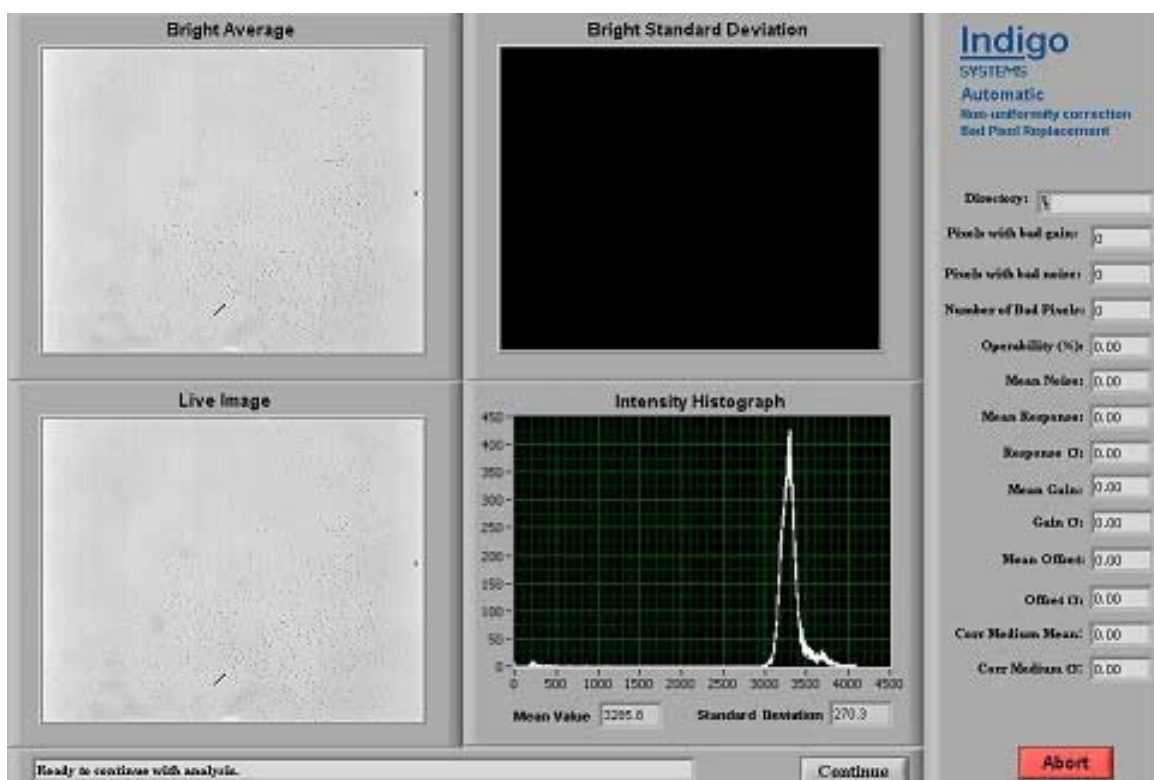 Bright Average
Bright Standard Deviation
Indigo
SYSTEMS
Automatic
Non-uniformity correction
Bad Pixel Replacement
Directory:
Pixels with bad gain: 0
Pixels with bad noise: 0
Number of Bad Pixels: 0
Operability (%): 0.00
Mean Noise: 0.00
Mean Response: 0.00
Response σ: 0.00
Mean Gain: 0.00
Gain σ: 0.00
Mean Offset: 0.00
Offset σ: 0.00
Corr Medium Mean: 0.00
Corr Medium σ: 0.00
Abort
Live Image
Intensity Histograph
450
400
350
300
250
200
150
100
50
0
0 500 1000 1500 2000 2500 3000 3500 4000 4500
Mean Value
Standard Deviation 270.3
Ready to continue with analysis.
Continue